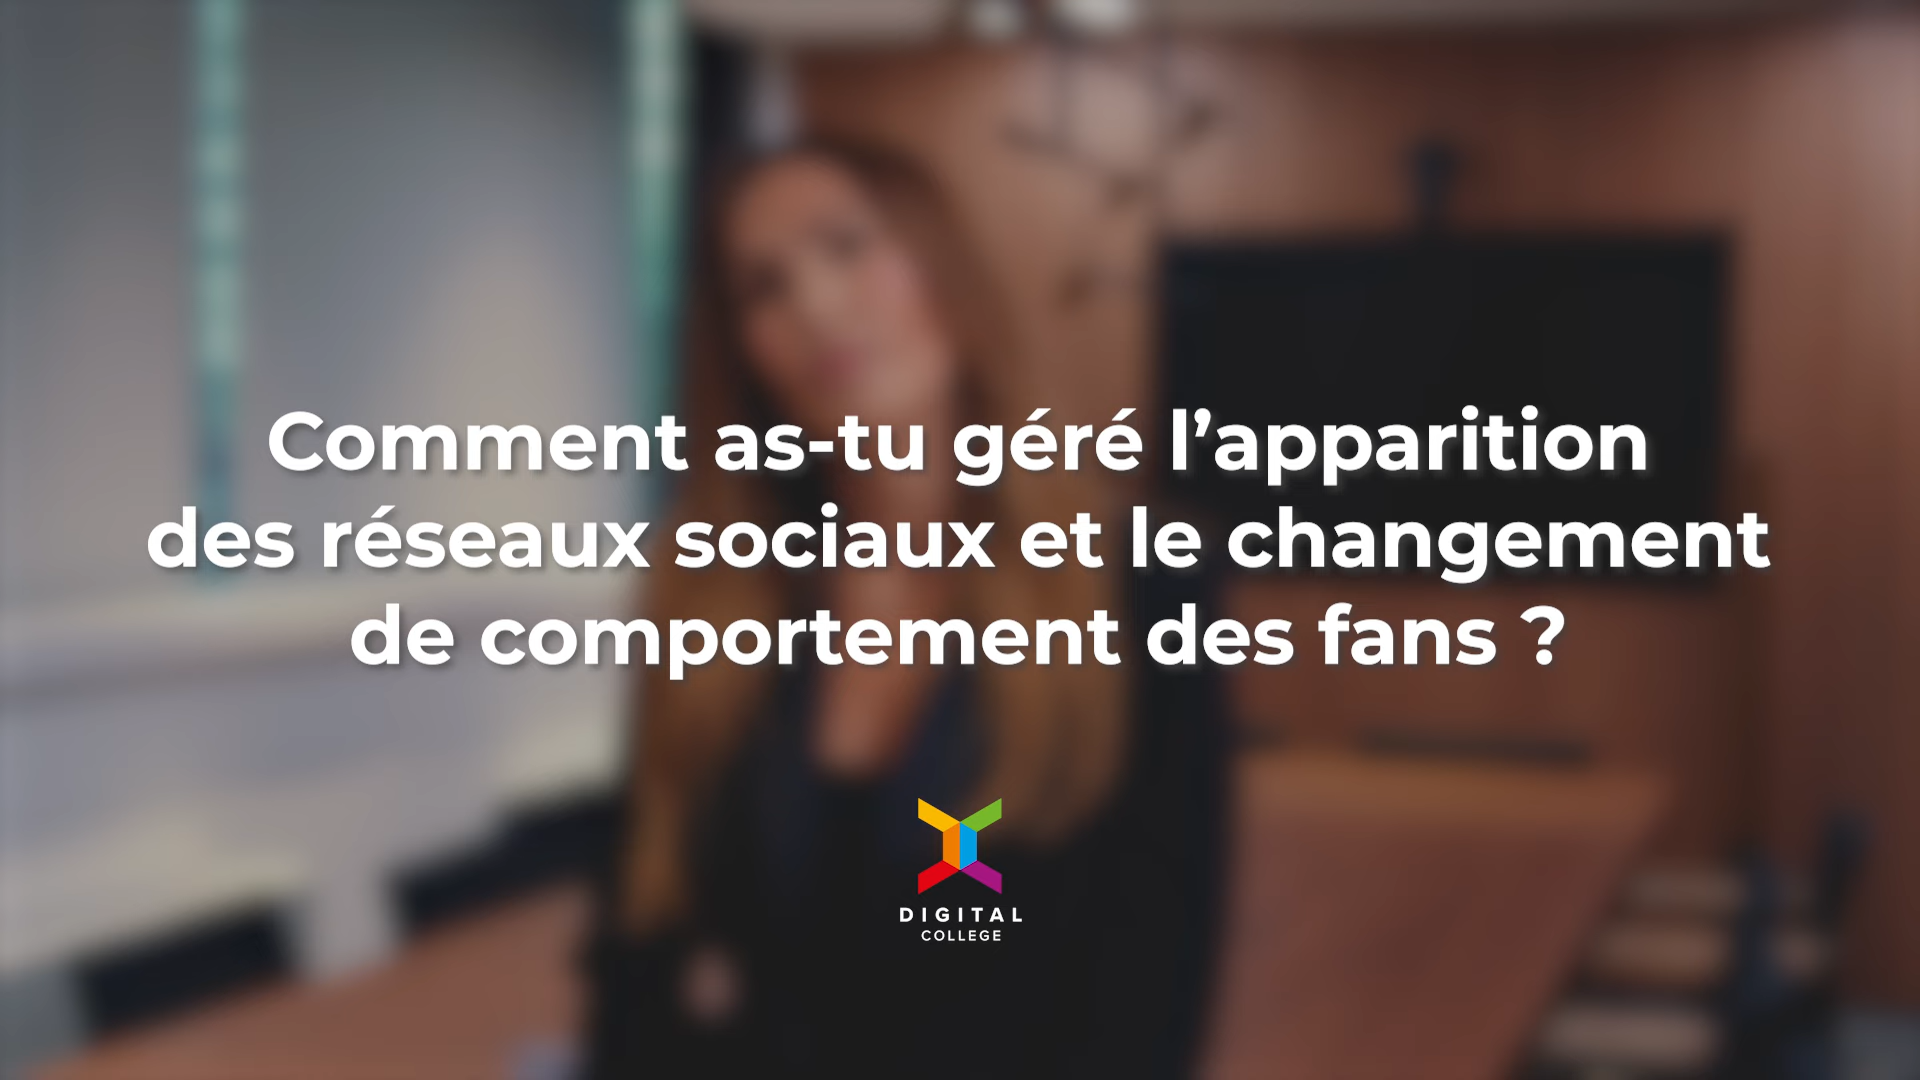 Comment as-tu géré l’apparition
des réseaux sociaux et le changement
de comportement des fans ?
DIGITAL
COLLEGE